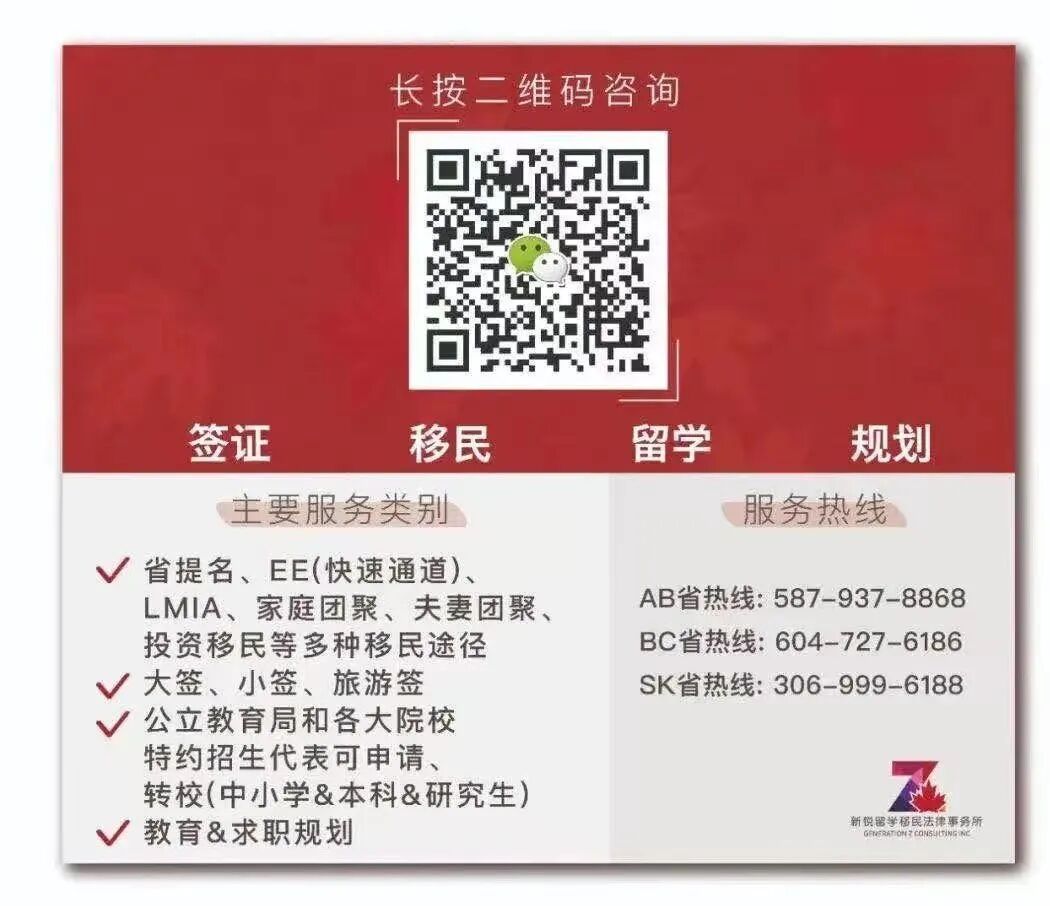 长按二维码咨询
签证 移民 留学 规划
主要服务类别
省提名、EE(快速通道)、
LMIA、家庭团聚、夫妻团聚、
投资移民等多种移民途径
大签、小签、旅游签
公立教育局和各大院校
特约招生代表可申请、
转校(中小学&本科&研究生)
教育&求职规划
服务热线
AB省热线: 587-937-8868
BC省热线: 604-727-6186
SK省热线: 306-999-6188
新锐留学移民法律事务所
GENERATION Z CONSULTING INC